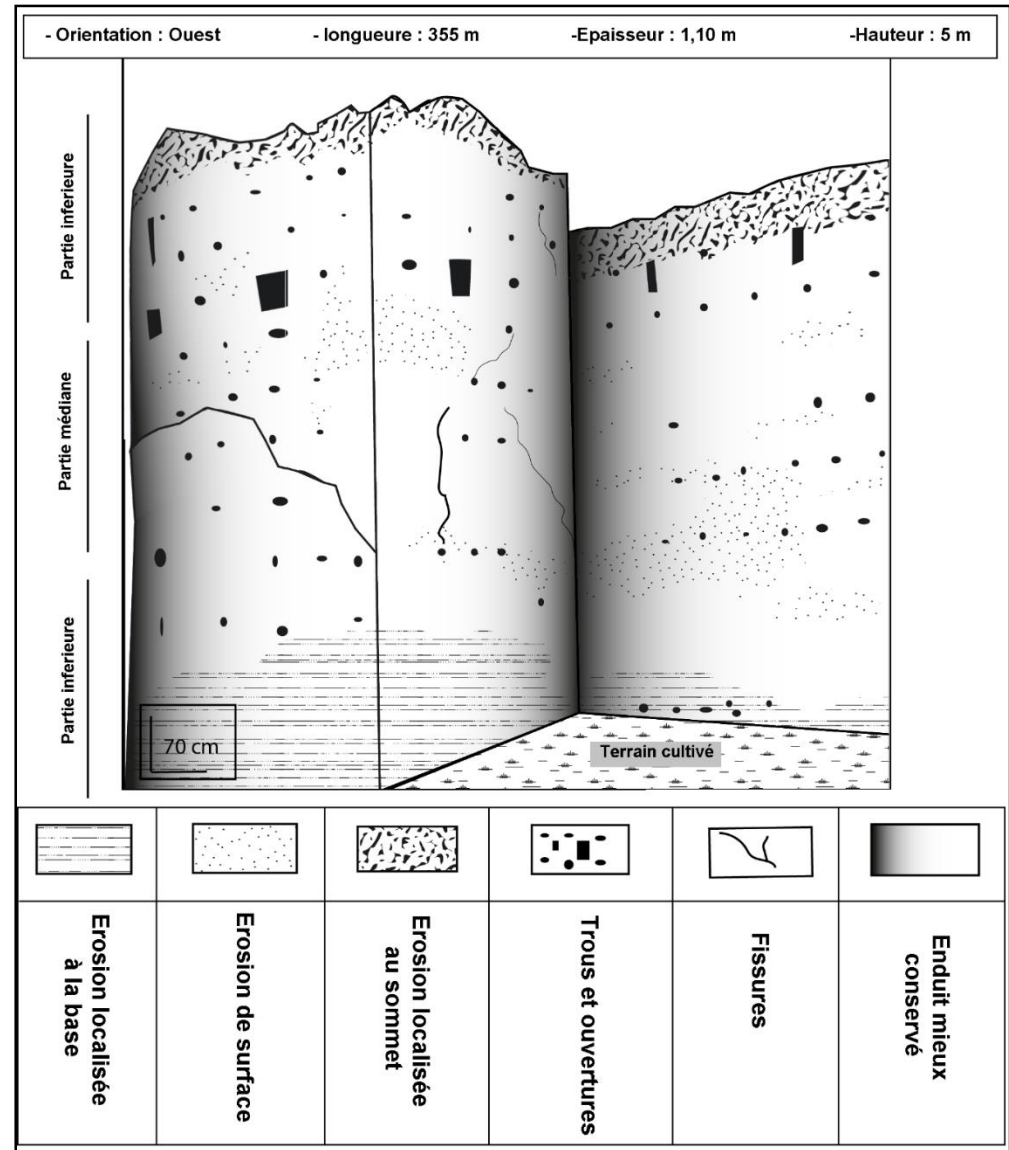 - Orientation : Ouest - longueure : 355 m -Epaisseur : 1,10 m -Hauteur : 5 m
Partie inferieure
Partie médiane
Partie inferieure
70 cm
Terrain cultivé
Erosion localisée
à la base
Erosion de surface
Erosion localisée
au sommet
Trous et ouvertures
Fissures
Enduit mieux
conservé